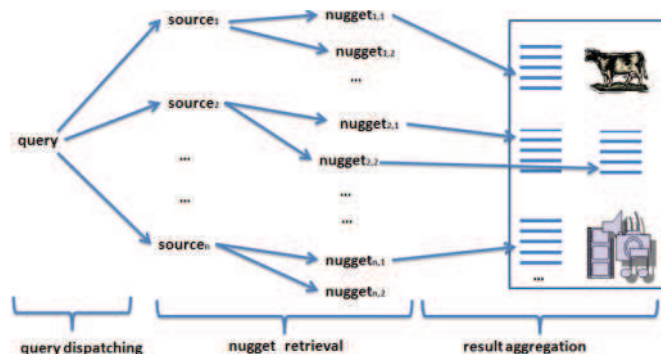 source₁
nugget₁,₁
nugget₁,₂
...
source₂
nugget₂,₁
query
nugget₂,₂
...
...
...
...
sourceₙ
nuggetₙ,₁
...
nuggetₙ,₂
query dispatching
nugget retrieval
result aggregation